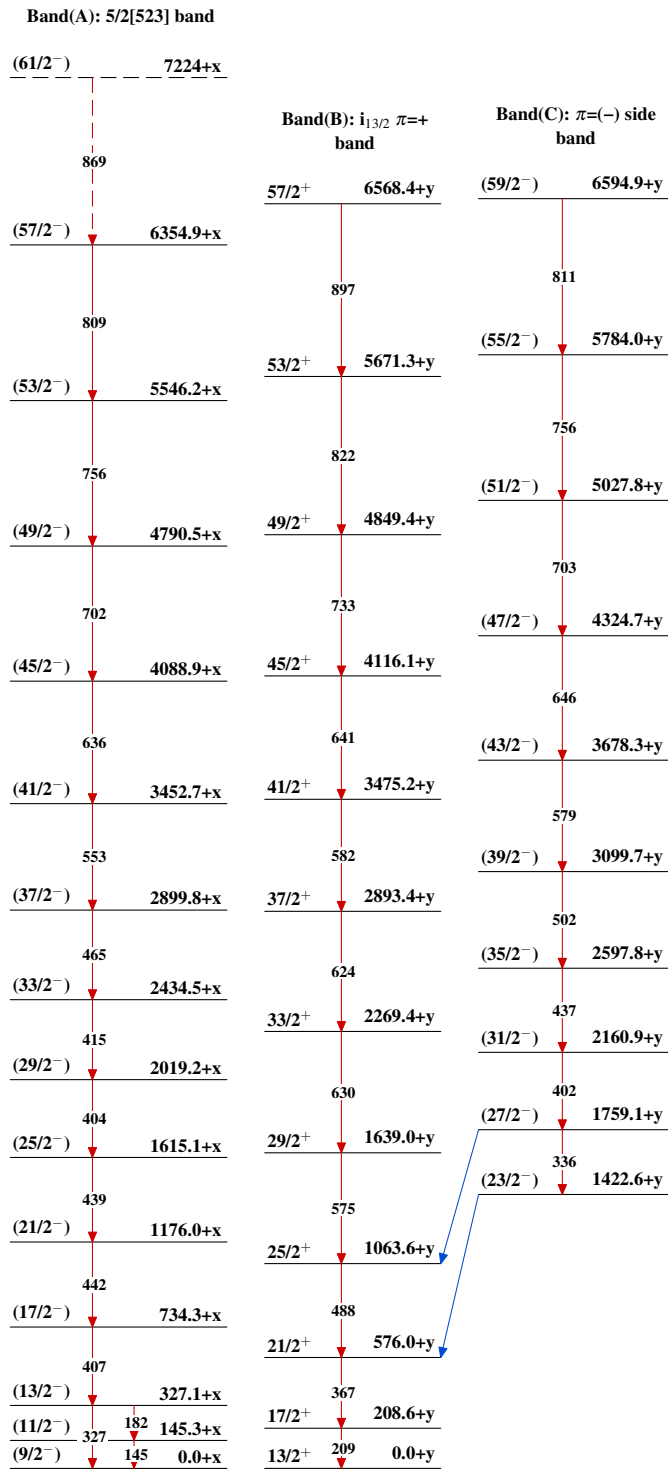 Band(A): 5/2[523] band
(61/2⁻) 7224+x
869
(57/2⁻) 6354.9+x
809
(53/2⁻) 5546.2+x
756
(49/2⁻) 4790.5+x
702
(45/2⁻) 4088.9+x
636
(41/2⁻) 3452.7+x
553
(37/2⁻) 2899.8+x
465
(33/2⁻) 2434.5+x
415
(29/2⁻) 2019.2+x
404
(25/2⁻) 1615.1+x
439
(21/2⁻) 1176.0+x
442
(17/2⁻) 734.3+x
407
(13/2⁻) 327.1+x
182
(11/2⁻) 145.3+x
327
145
(9/2⁻) 0.0+x
Band(B): i₁₃/₂ π=+
band
57/2⁺ 6568.4+y
897
53/2⁺ 5671.3+y
822
49/2⁺ 4849.4+y
733
45/2⁺ 4116.1+y
641
41/2⁺ 3475.2+y
582
37/2⁺ 2893.4+y
624
33/2⁺ 2269.4+y
630
29/2⁺ 1639.0+y
575
25/2⁺ 1063.6+y
488
21/2⁺ 576.0+y
367
17/2⁺ 208.6+y
209
13/2⁺ 0.0+y
Band(C): π=(−) side
band
(59/2⁻) 6594.9+y
811
(55/2⁻) 5784.0+y
756
(51/2⁻) 5027.8+y
703
(47/2⁻) 4324.7+y
646
(43/2⁻) 3678.3+y
579
(39/2⁻) 3099.7+y
502
(35/2⁻) 2597.8+y
437
(31/2⁻) 2160.9+y
402
(27/2⁻) 1759.1+y
336
(23/2⁻) 1422.6+y